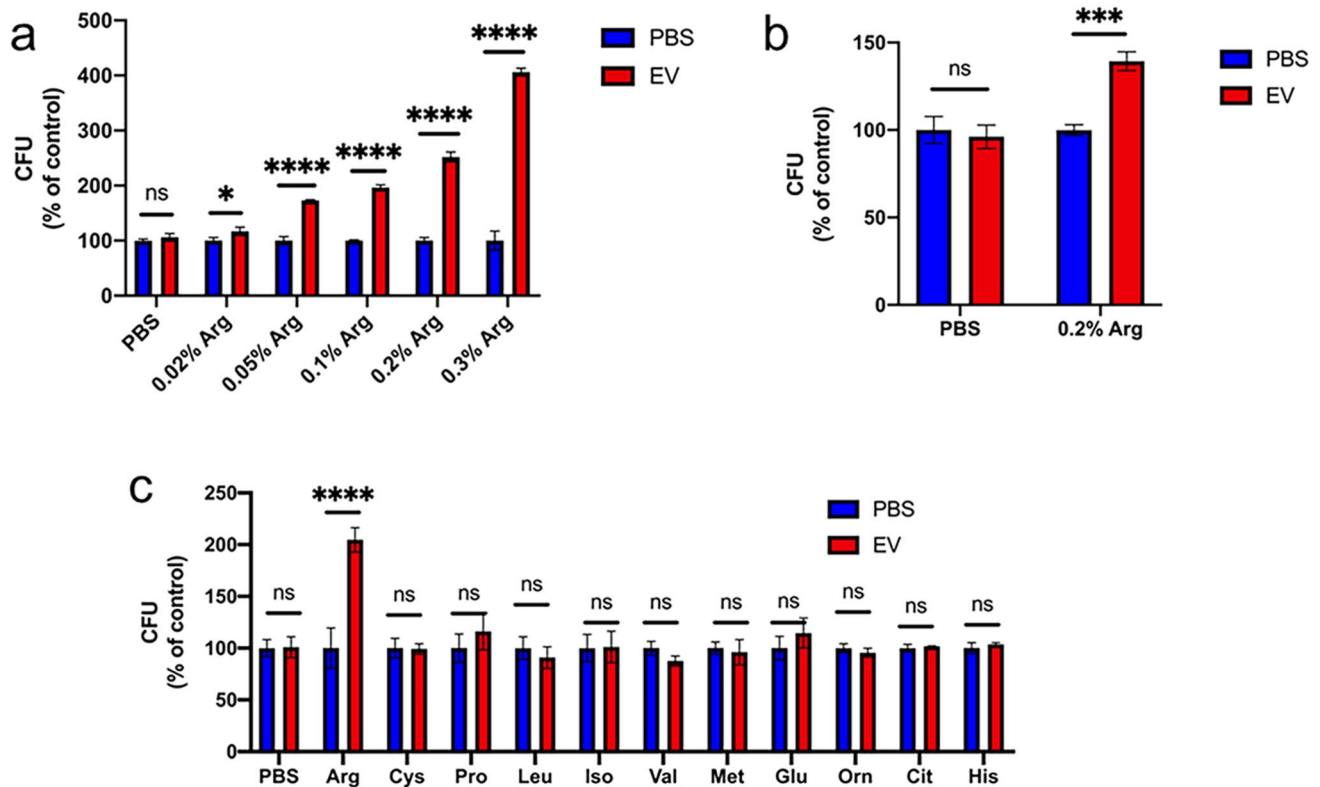 a
500
400
300
200
100
0
CFU
(% of control)
ns
*
****
****
****
****
PBS
EV
PBS
0.02% Arg
0.05% Arg
0.1% Arg
0.2% Arg
0.3% Arg
b
150
100
50
0
CFU
(% of control)
ns
***
PBS
EV
PBS
0.2% Arg
c
250
200
150
100
50
0
CFU
(% of control)
ns
****
ns
ns
ns
ns
ns
ns
ns
ns
ns
ns
PBS
EV
PBS Arg Cys Pro Leu Iso Val Met Glu Orn Cit His